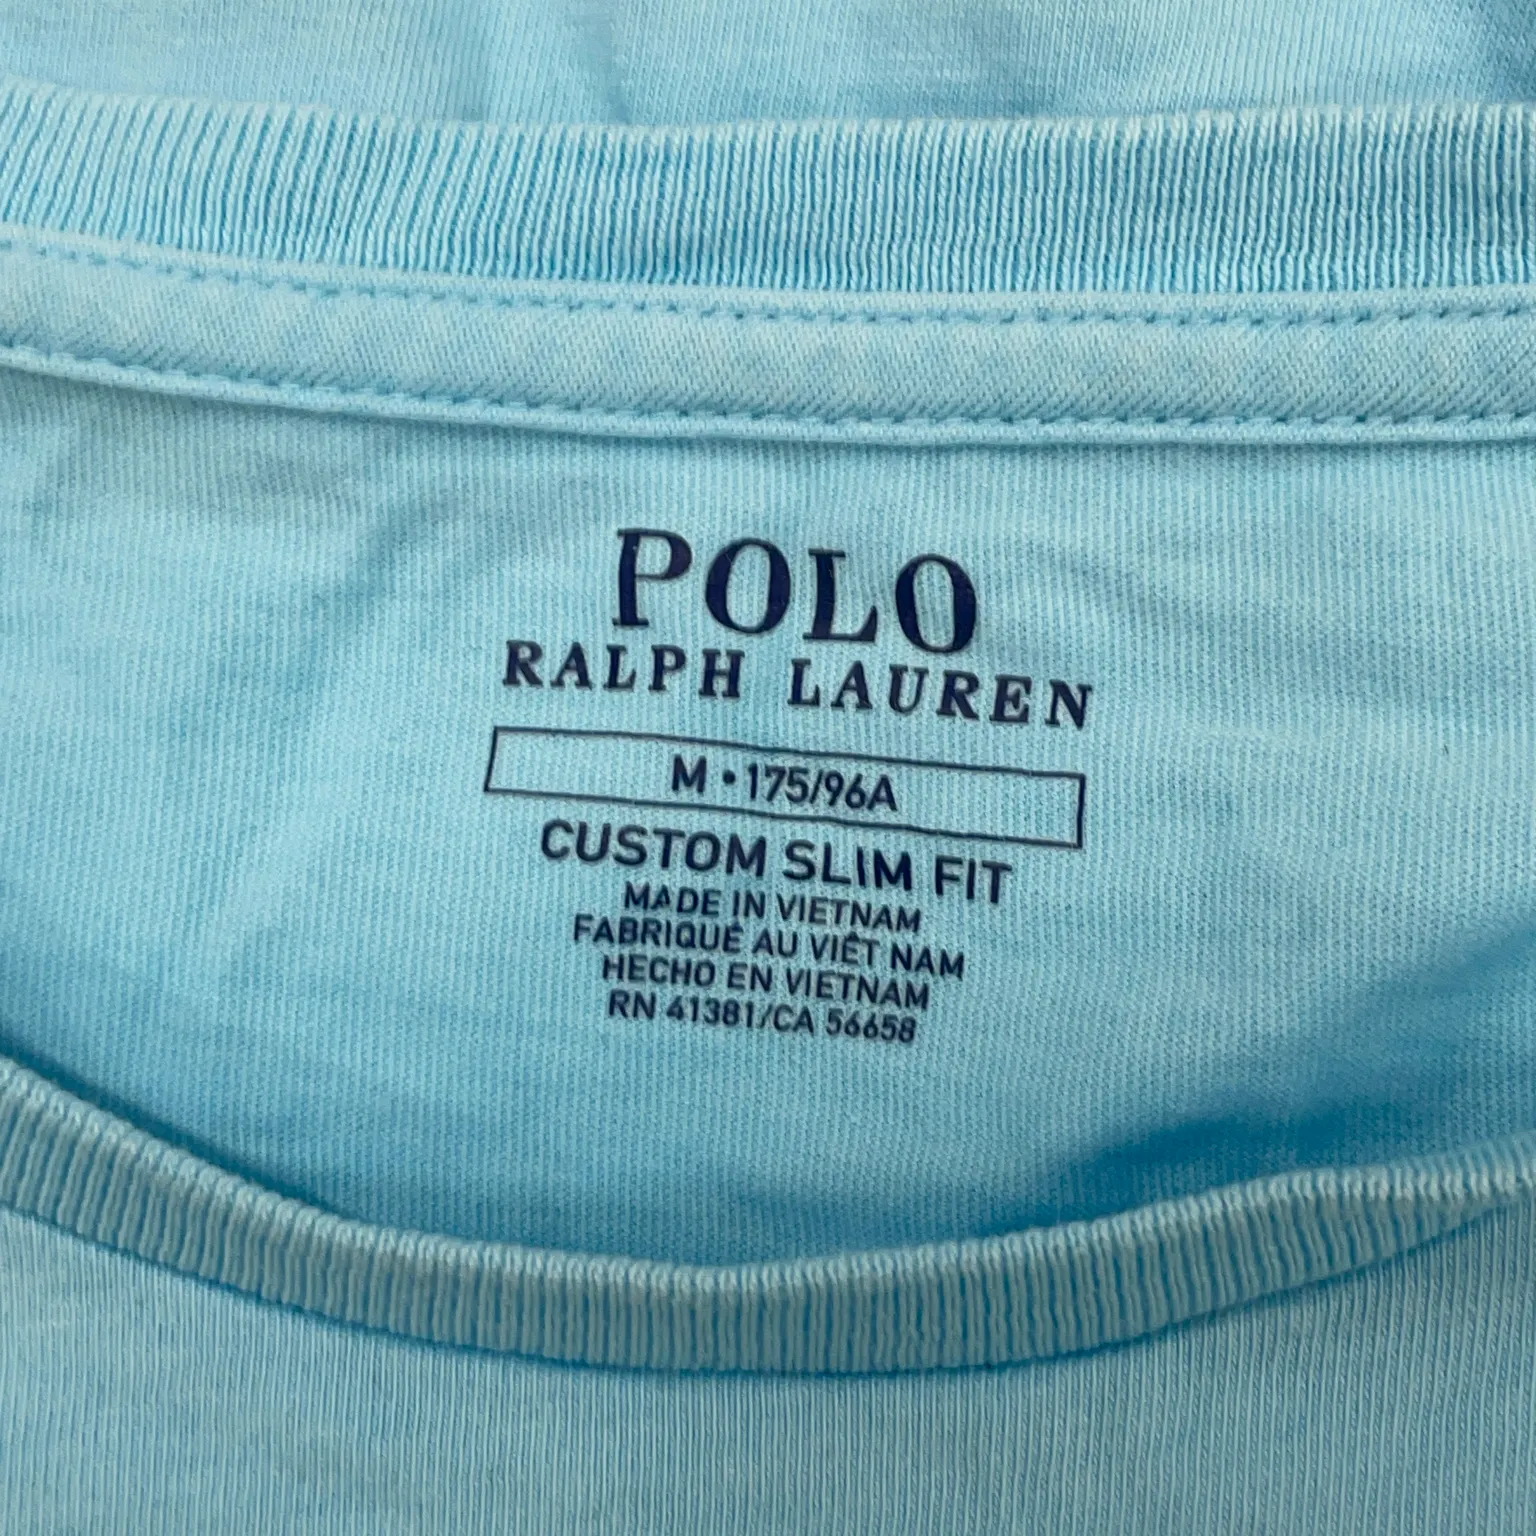 POLO
RALPH LAUREN
M • 175/96A
CUSTOM SLIM FIT
MADE IN VIETNAM
FABRIQUÉ AU VIÊT NAM
HECHO EN VIETNAM
RN 41381/CA 56658